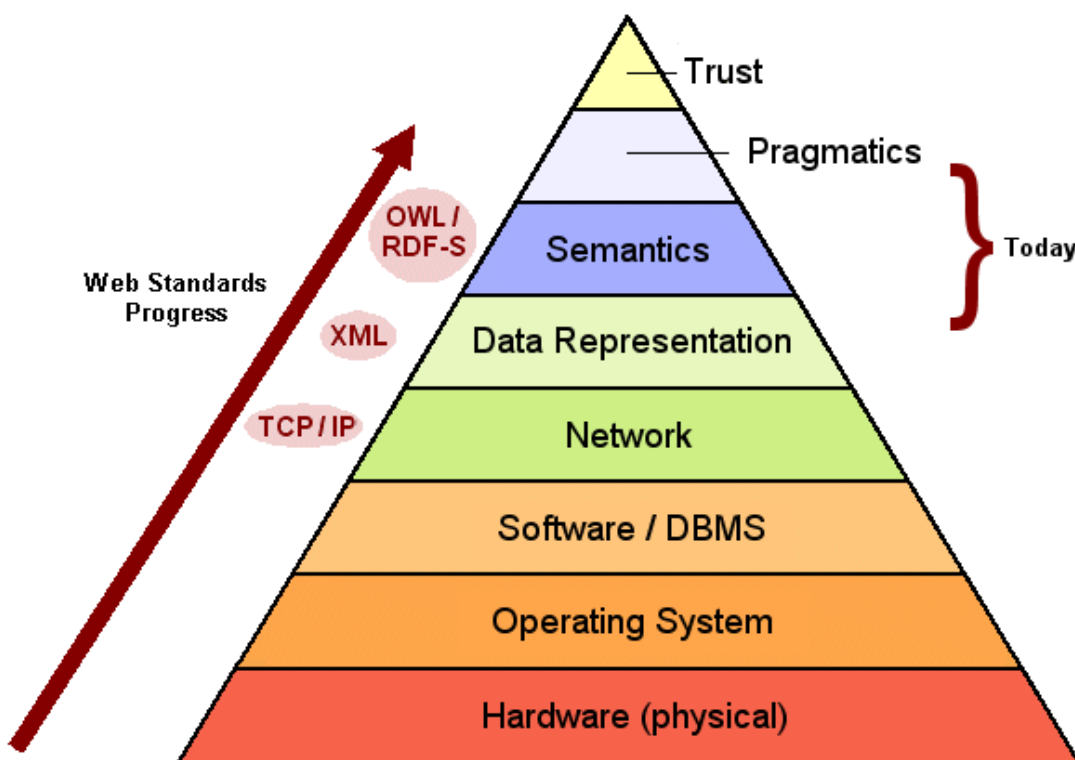 Trust
Pragmatics
OWL /
RDF-S
Semantics
Today
Web Standards
Progress
XML
Data Representation
TCP / IP
Network
Software / DBMS
Operating System
Hardware (physical)